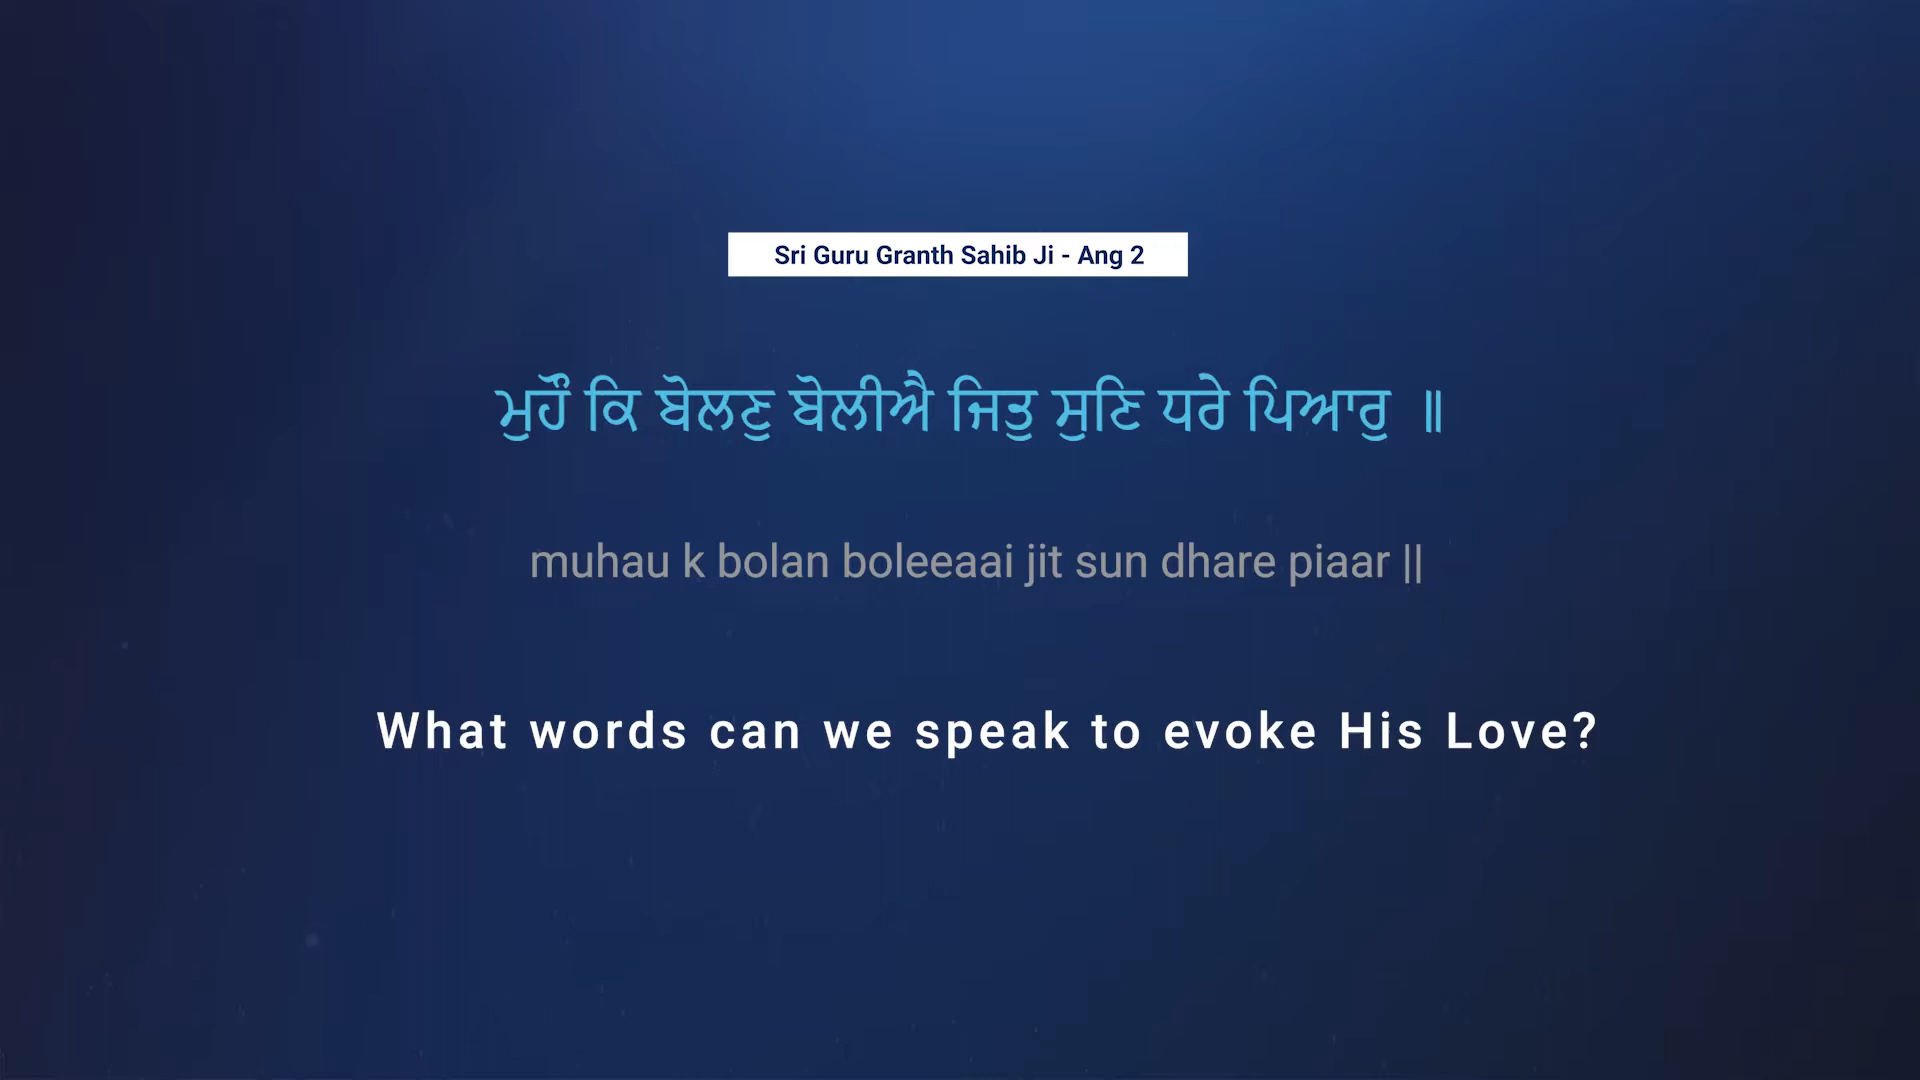 Sri Guru Granth Sahib Ji - Ang 2
ਮੁਹੌ ਕਿ ਬੋਲਣੁ ਬੋਲੀਐ ਜਿਤੁ ਸੁਣਿ ਧਰੇ ਪਿਆਰੁ ॥
muhau k bolan boleeaai jit sun dhare piaar ||
What words can we speak to evoke His Love?